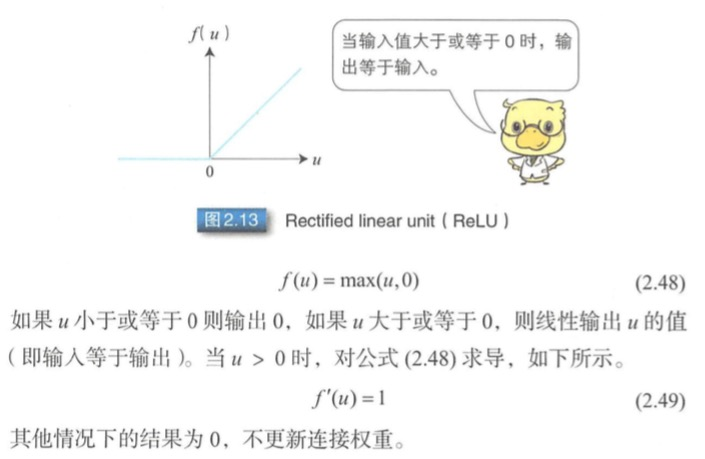 f(u)
当输入值大于或等于 0 时，输
出等于输入。
u
0
图2.13 Rectified linear unit（ReLU）
f(u) = max(u,0) (2.48)
如果 u 小于或等于 0 则输出 0，如果 u 大于或等于 0，则线性输出 u 的值
（即输入等于输出）。当 u > 0 时，对公式 (2.48) 求导，如下所示。
f′(u) = 1 (2.49)
其他情况下的结果为 0，不更新连接权重。